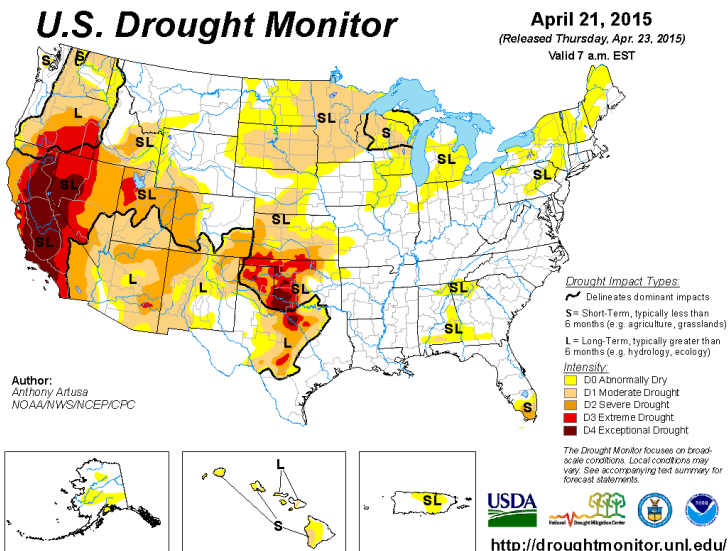 U.S. Drought Monitor
April 21, 2015
(Released Thursday, Apr. 23, 2015)
Valid 7 a.m. EST
S
S
L
SL
SL
SL
SL
L
L
SL
S
SL
SL
SL
SL
L
SL
SL
S
Drought Impact Types:
Delineates dominant impacts
S = Short-Term, typically less than
6 months (e.g. agriculture, grasslands)
L = Long-Term, typically greater than
6 months (e.g. hydrology, ecology)
Intensity:
D0 Abnormally Dry
D1 Moderate Drought
D2 Severe Drought
D3 Extreme Drought
D4 Exceptional Drought
Author:
Anthony Artusa
NOAA/NWS/NCEP/CPC
L
S
SL
The Drought Monitor focuses on broad-
scale conditions. Local conditions may
vary. See accompanying text summary for
forecast statements.
USDA
National Drought Mitigation Center
http://droughtmonitor.unl.edu/